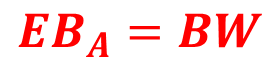 EB_A = BW